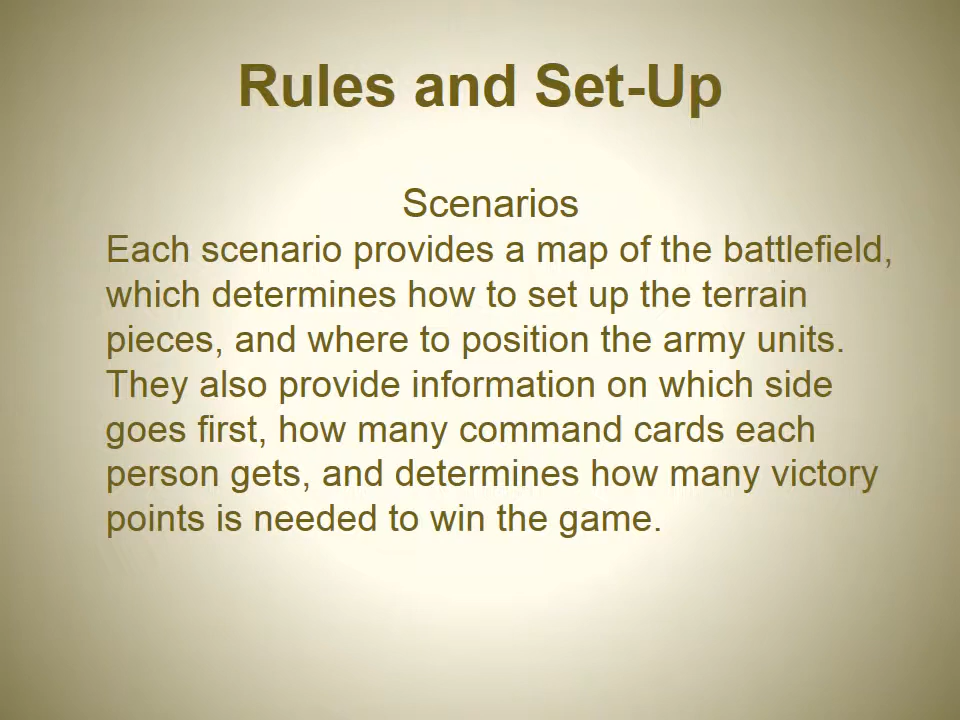 Rules and Set-Up
Scenarios
Each scenario provides a map of the battlefield,
which determines how to set up the terrain
pieces, and where to position the army units.
They also provide information on which side
goes first, how many command cards each
person gets, and determines how many victory
points is needed to win the game.